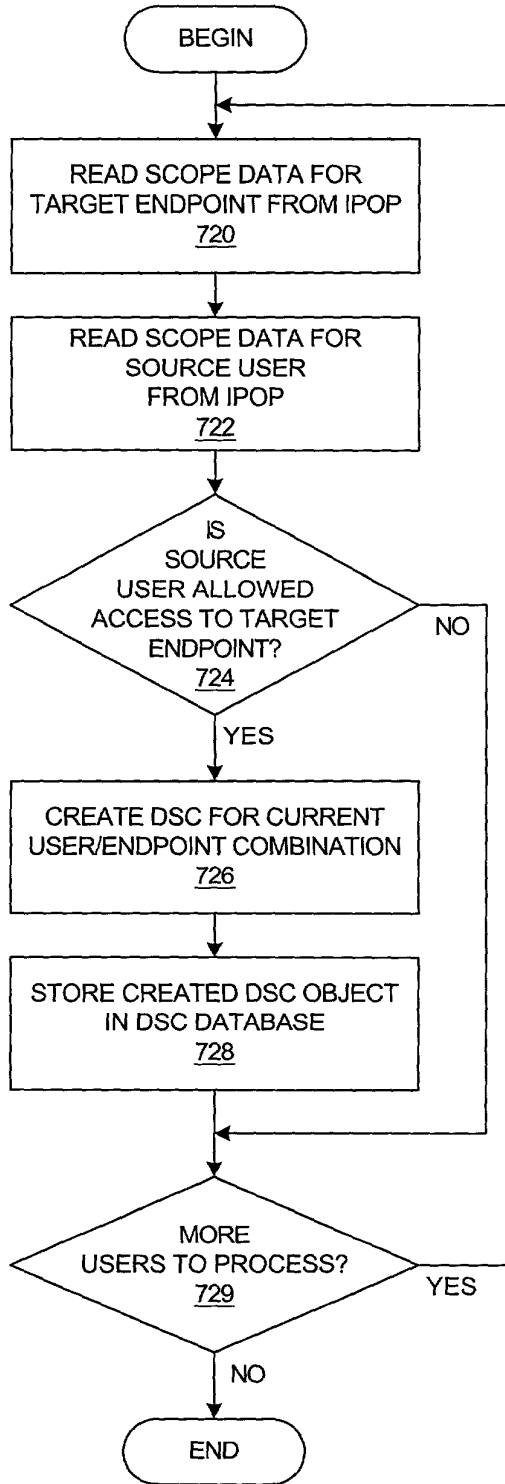 BEGIN
READ SCOPE DATA FOR
TARGET ENDPOINT FROM IPOP
720
READ SCOPE DATA FOR
SOURCE USER
FROM IPOP
722
IS
SOURCE
USER ALLOWED
ACCESS TO TARGET
ENDPOINT?
724
NO
YES
CREATE DSC FOR CURRENT
USER/ENDPOINT COMBINATION
726
STORE CREATED DSC OBJECT
IN DSC DATABASE
728
MORE
USERS TO PROCESS?
729
YES
NO
END